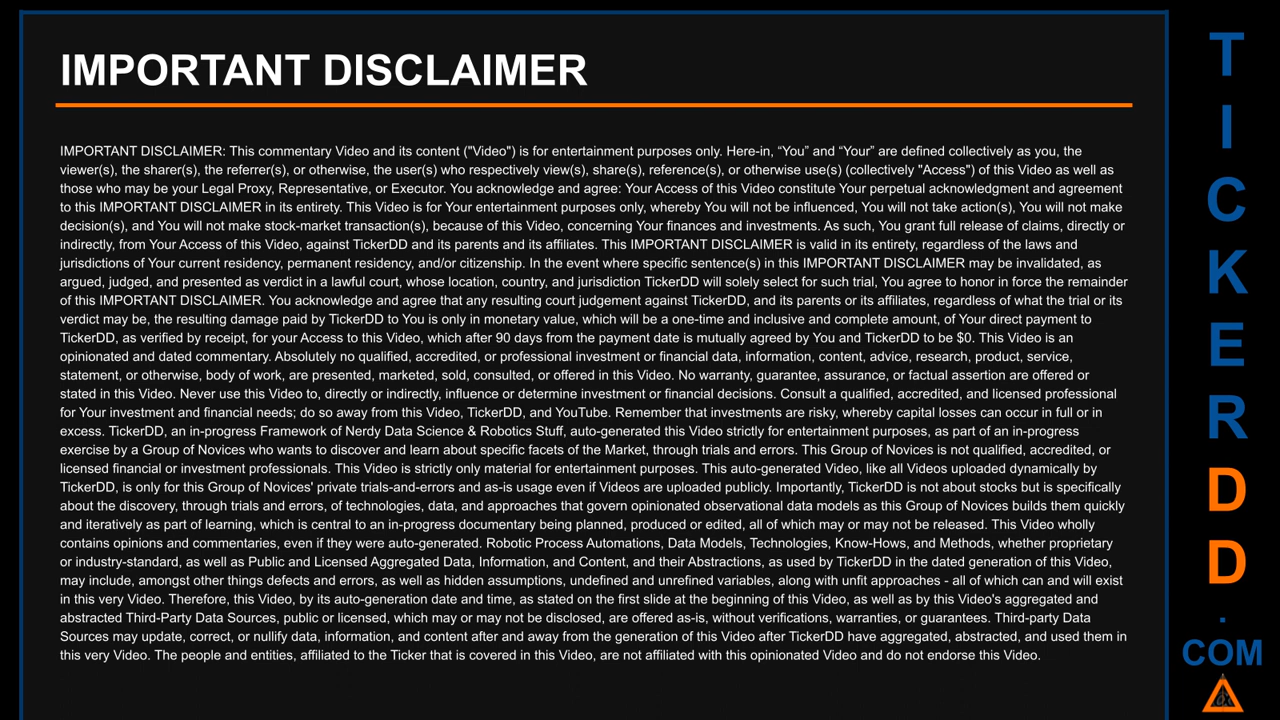 IMPORTANT DISCLAIMER
IMPORTANT DISCLAIMER: This commentary Video and its content ("Video") is for entertainment purposes only. Here-in, “You” and “Your” are defined collectively as you, the
viewer(s), the sharer(s), the referrer(s), or otherwise, the user(s) who respectively view(s), share(s), reference(s), or otherwise use(s) (collectively "Access") of this Video as well as
those who may be your Legal Proxy, Representative, or Executor. You acknowledge and agree: Your Access of this Video constitute Your perpetual acknowledgment and agreement
to this IMPORTANT DISCLAIMER in its entirety. This Video is for Your entertainment purposes only, whereby You will not be influenced, You will not take action(s), You will not make
decision(s), and You will not make stock-market transaction(s), because of this Video, concerning Your finances and investments. As such, You grant full release of claims, directly or
indirectly, from Your Access of this Video, against TickerDD and its parents and its affiliates. This IMPORTANT DISCLAIMER is valid in its entirety, regardless of the laws and
jurisdictions of Your current residency, permanent residency, and/or citizenship. In the event where specific sentence(s) in this IMPORTANT DISCLAIMER may be invalidated, as
argued, judged, and presented as verdict in a lawful court, whose location, country, and jurisdiction TickerDD will solely select for such trial, You agree to honor in force the remainder
of this IMPORTANT DISCLAIMER. You acknowledge and agree that any resulting court judgement against TickerDD, and its parents or its affiliates, regardless of what the trial or its
verdict may be, the resulting damage paid by TickerDD to You is only in monetary value, which will be a one-time and inclusive and complete amount, of Your direct payment to
TickerDD, as verified by receipt, for your Access to this Video, which after 90 days from the payment date is mutually agreed by You and TickerDD to be $0. This Video is an
opinionated and dated commentary. Absolutely no qualified, accredited, or professional investment or financial data, information, content, advice, research, product, service,
statement, or otherwise, body of work, are presented, marketed, sold, consulted, or offered in this Video. No warranty, guarantee, assurance, or factual assertion are offered or
stated in this Video. Never use this Video to, directly or indirectly, influence or determine investment or financial decisions. Consult a qualified, accredited, and licensed professional
for Your investment and financial needs; do so away from this Video, TickerDD, and YouTube. Remember that investments are risky, whereby capital losses can occur in full or in
excess. TickerDD, an in-progress Framework of Nerdy Data Science & Robotics Stuff, auto-generated this Video strictly for entertainment purposes, as part of an in-progress
exercise by a Group of Novices who wants to discover and learn about specific facets of the Market, through trials and errors. This Group of Novices is not qualified, accredited, or
licensed financial or investment professionals. This Video is strictly only material for entertainment purposes. This auto-generated Video, like all Videos uploaded dynamically by
TickerDD, is only for this Group of Novices' private trials-and-errors and as-is usage even if Videos are uploaded publicly. Importantly, TickerDD is not about stocks but is specifically
about the discovery, through trials and errors, of technologies, data, and approaches that govern opinionated observational data models as this Group of Novices builds them quickly
and iteratively as part of learning, which is central to an in-progress documentary being planned, produced or edited, all of which may or may not be released. This Video wholly
contains opinions and commentaries, even if they were auto-generated. Robotic Process Automations, Data Models, Technologies, Know-Hows, and Methods, whether proprietary
or industry-standard, as well as Public and Licensed Aggregated Data, Information, and Content, and their Abstractions, as used by TickerDD in the dated generation of this Video,
may include, amongst other things defects and errors, as well as hidden assumptions, undefined and unrefined variables, along with unfit approaches - all of which can and will exist
in this very Video. Therefore, this Video, by its auto-generation date and time, as stated on the first slide at the beginning of this Video, as well as by this Video's aggregated and
abstracted Third-Party Data Sources, public or licensed, which may or may not be disclosed, are offered as-is, without verifications, warranties, or guarantees. Third-party Data
Sources may update, correct, or nullify data, information, and content after and away from the generation of this Video after TickerDD have aggregated, abstracted, and used them in
this very Video. The people and entities, affiliated to the Ticker that is covered in this Video, are not affiliated with this opinionated Video and do not endorse this Video.
T
I
C
K
E
R
D
D
.
COM